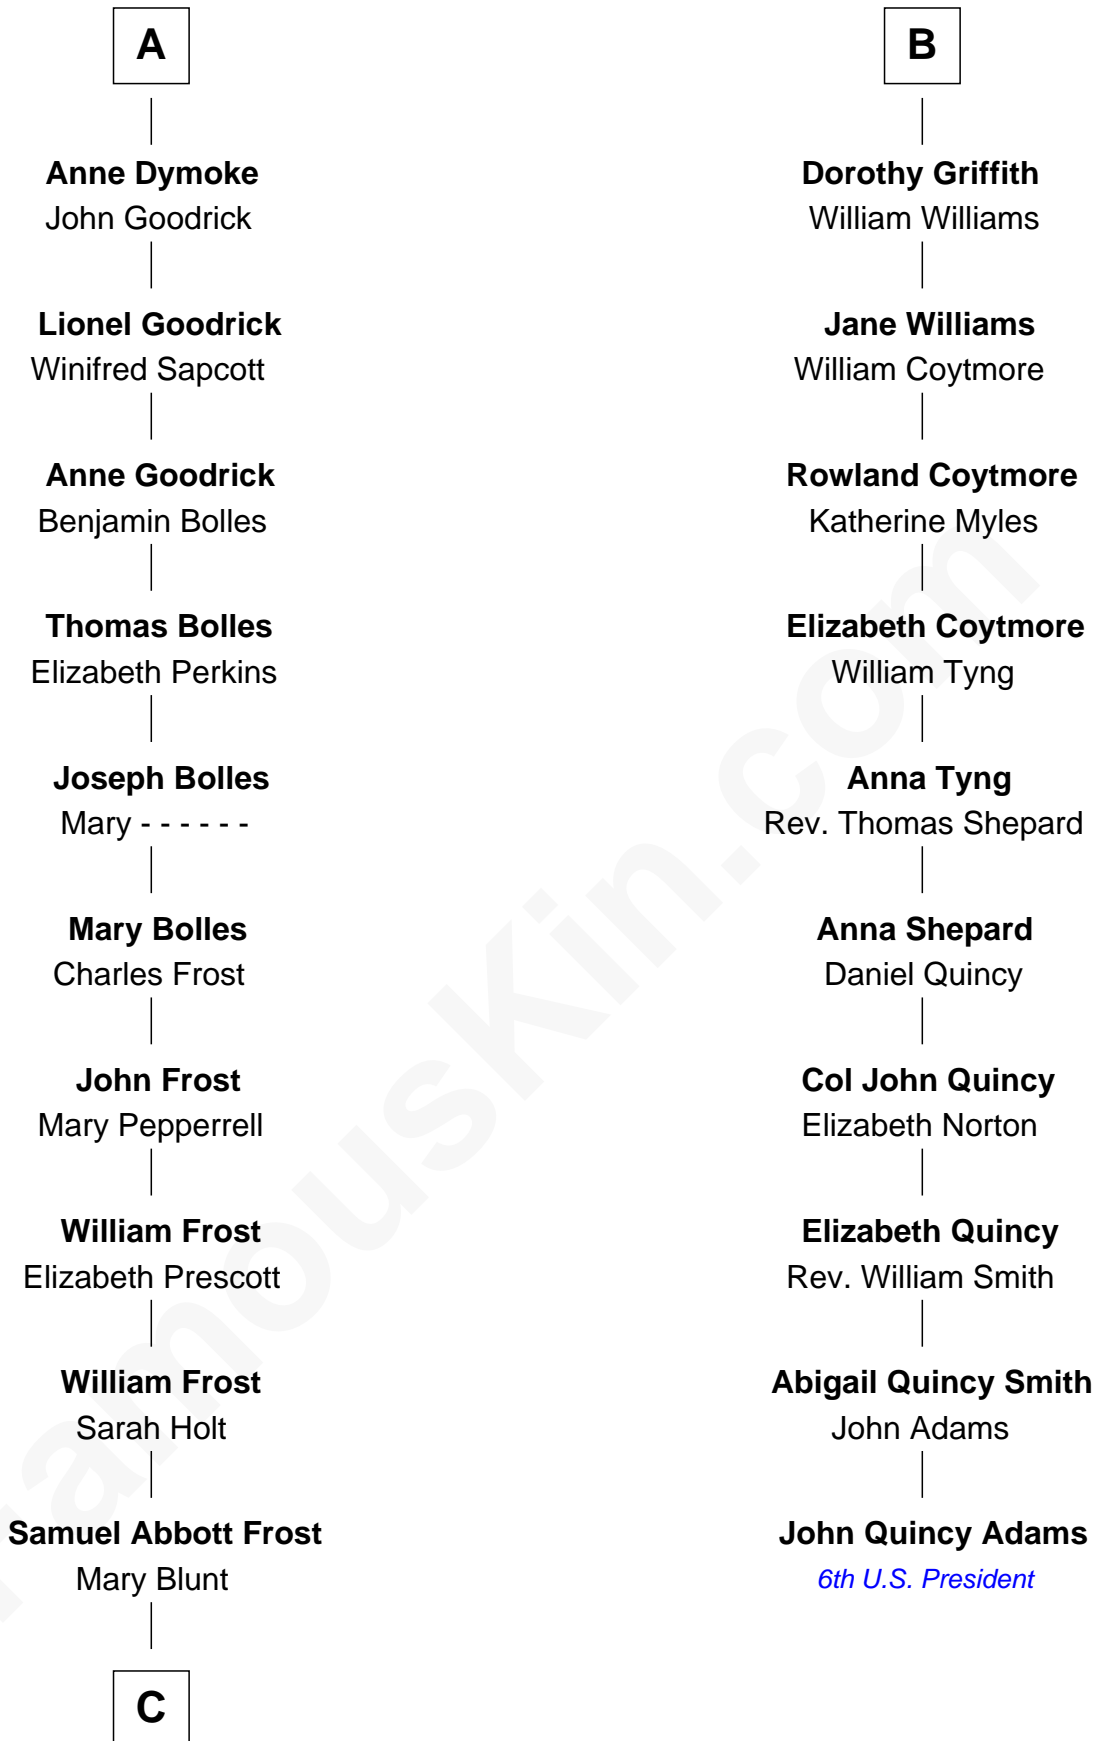 A
Anne Dymoke
John Goodrick
Lionel Goodrick
Winifred Sapcott
Anne Goodrick
Benjamin Bolles
Thomas Bolles
Elizabeth Perkins
Joseph Bolles
Mary - - - - - -
Mary Bolles
Charles Frost
John Frost
Mary Pepperrell
William Frost
Elizabeth Prescott
William Frost
Sarah Holt
Samuel Abbott Frost
Mary Blunt
C
B
Dorothy Griffith
William Williams
Jane Williams
William Coytmore
Rowland Coytmore
Katherine Myles
Elizabeth Coytmore
William Tyng
Anna Tyng
Rev. Thomas Shepard
Anna Shepard
Daniel Quincy
Col John Quincy
Elizabeth Norton
Elizabeth Quincy
Rev. William Smith
Abigail Quincy Smith
John Adams
John Quincy Adams
6th U.S. President
FamousKin.com